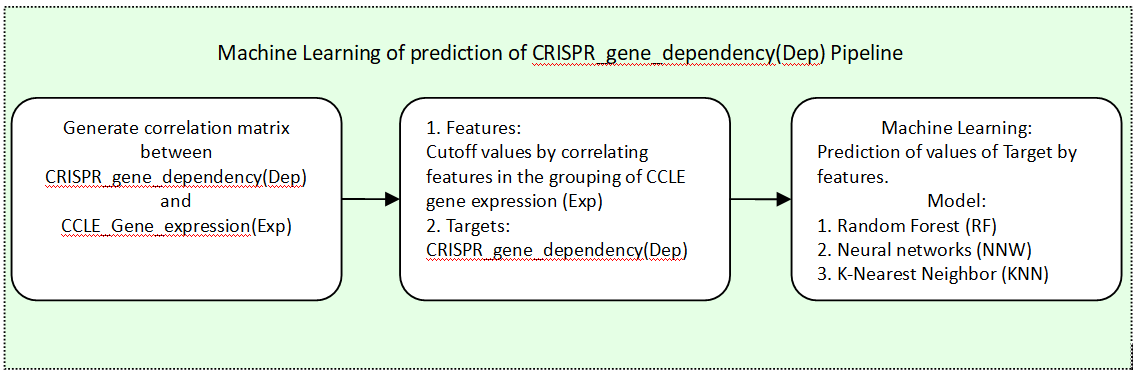 Machine Learning of prediction of CRISPR_gene_dependency(Dep) Pipeline
Generate correlation matrix
between
CRISPR_gene_dependency(Dep)
and
CCLE_Gene_expression(Exp)
1. Features:
Cutoff values by correlating
features in the grouping of CCLE
gene expression (Exp)
2. Targets:
CRISPR_gene_dependency(Dep)
Machine Learning:
Prediction of values of Target by
features.
Model:
1. Random Forest (RF)
2. Neural networks (NNW)
3. K-Nearest Neighbor (KNN)